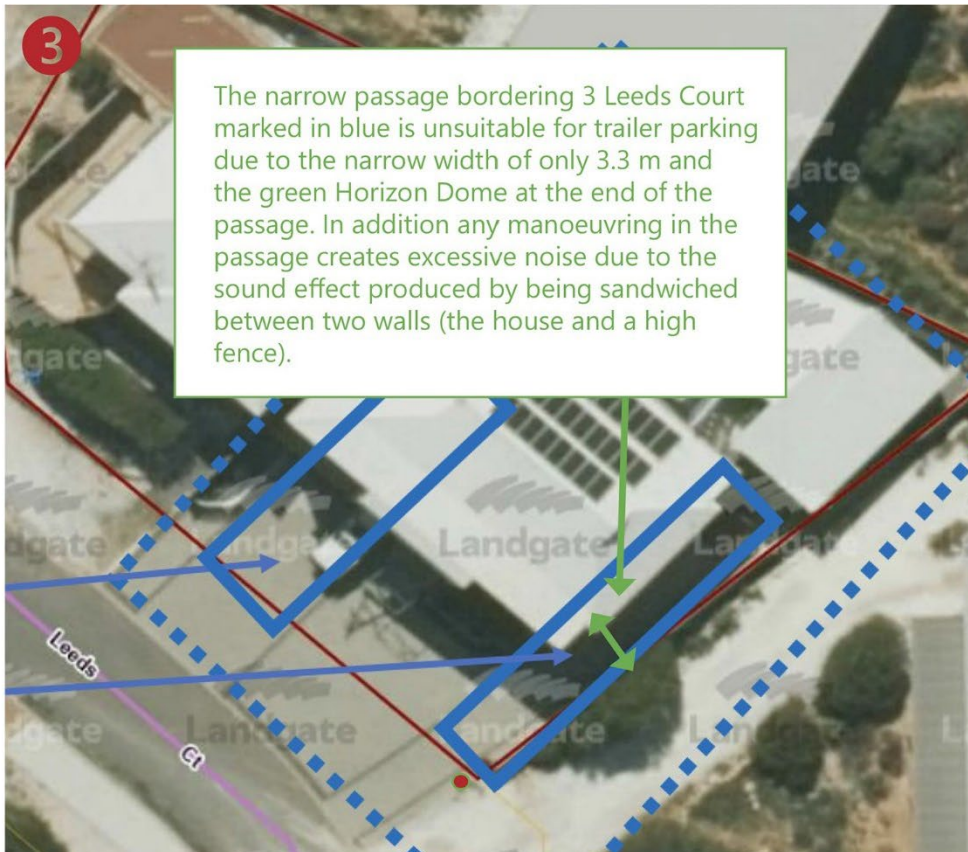 3
The narrow passage bordering 3 Leeds Court
marked in blue is unsuitable for trailer parking
due to the narrow width of only 3.3 m and
the green Horizon Dome at the end of the
passage. In addition any manoeuvring in the
passage creates excessive noise due to the
sound effect produced by being sandwiched
between two walls (the house and a high
fence).
Landgate
Landgate
Landgate
Leeds
Ct
Landgate
Landgate
Landgate